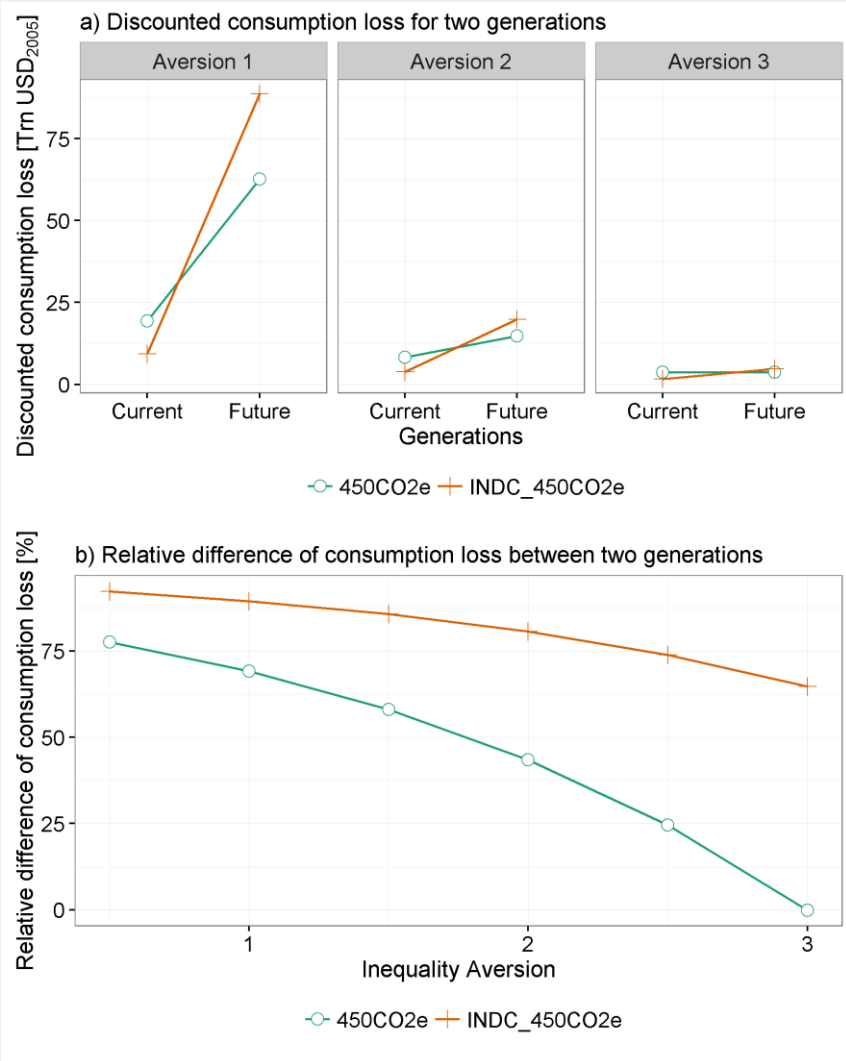 a) Discounted consumption loss for two generations
Discounted consumption loss [Trn USD2005]
Aversion 1
Aversion 2
Aversion 3
75
50
25
0
Current
Future
Current
Future
Current
Future
Generations
450CO2e
INDC_450CO2e
b) Relative difference of consumption loss between two generations
Relative difference of consumption loss [%]
75
50
25
0
1
2
3
Inequality Aversion
450CO2e
INDC_450CO2e